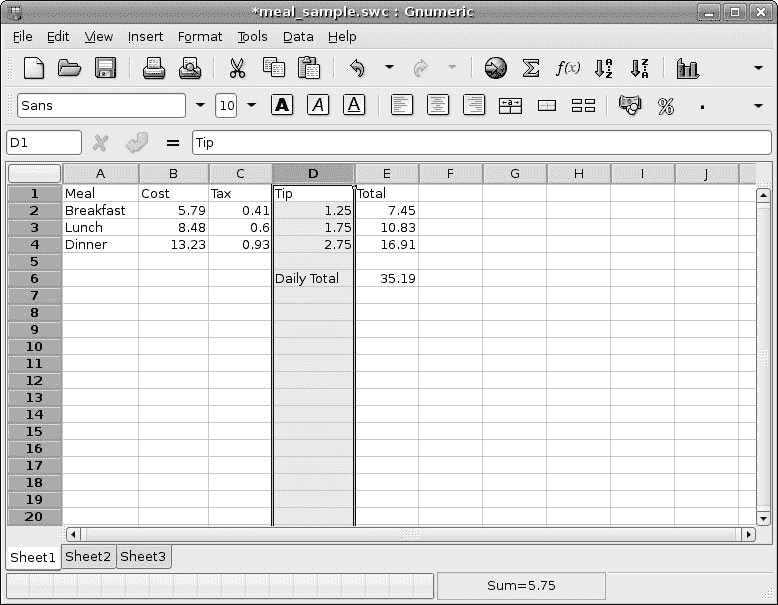 *meal_sample.swc : Gnumeric
File Edit View Insert Format Tools Data Help
f(x) A Z Z A
Sans 10 A A A %
D1 = Tip
A B C D E F G H I J
1 Meal Cost Tax Tip Total
2 Breakfast 5.79 0.41 1.25 7.45
3 Lunch 8.48 0.6 1.75 10.83
4 Dinner 13.23 0.93 2.75 16.91
5
6 Daily Total 35.19
7
8
9
10
11
12
13
14
15
16
17
18
19
20
Sheet1 Sheet2 Sheet3
Sum=5.75